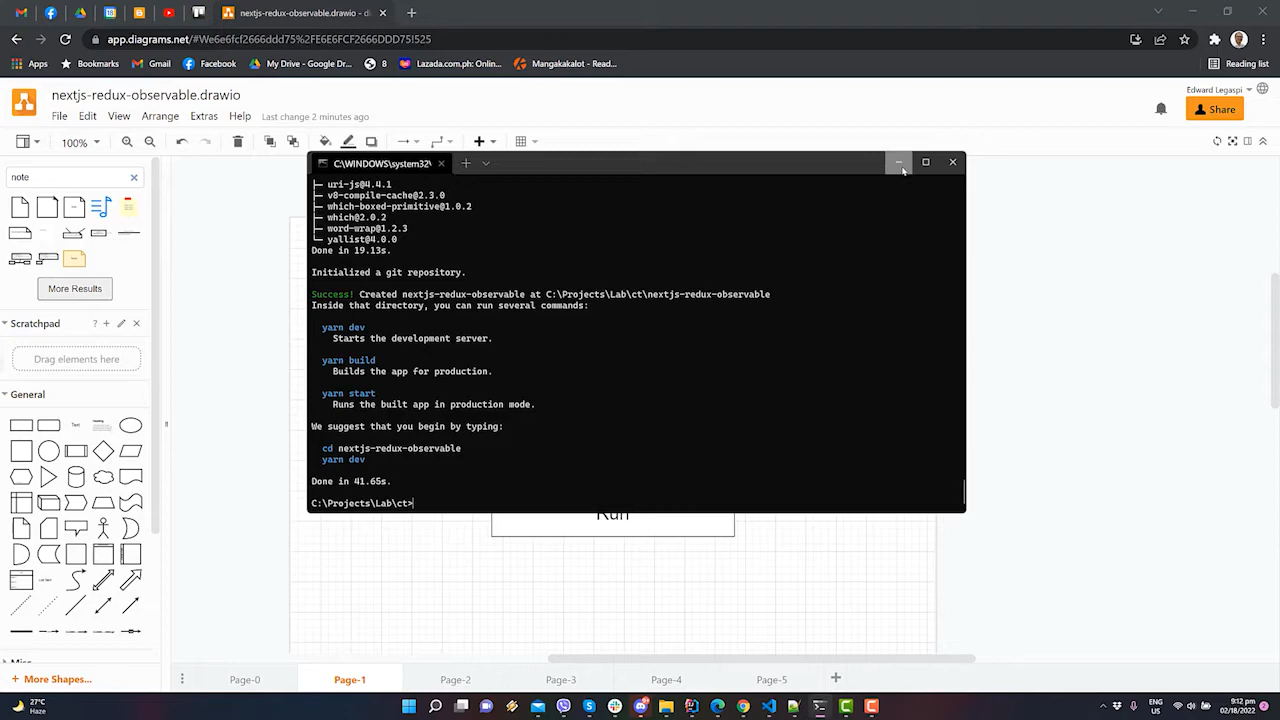 nextjs-redux-observable.drawio - d
app.diagrams.net/#We6e6fcf2666ddd75%2FE6E6FCF2666DDD75!525
Apps
Bookmarks
Gmail
Facebook
My Drive - Google Dr...
8
Lazada.com.ph: Onlin...
Mangakakalot - Read...
Reading list
nextjs-redux-observable.drawio
Edward Legaspi
File Edit View Arrange Extras Help Last change 2 minutes ago
Share
100%
note
More Results
Scratchpad
?
Drag elements here
General
Text
More Shapes...
C:\WINDOWS\system32\
├─ uri-js@4.4.1
├─ v8-compile-cache@2.3.0
├─ which-boxed-primitive@1.0.2
├─ which@2.0.2
├─ word-wrap@1.2.3
└─ yallist@4.0.0
Done in 19.13s.
Initialized a git repository.
Success! Created nextjs-redux-observable at C:\Projects\Lab\ct\nextjs-redux-observable
Inside that directory, you can run several commands:
yarn dev
Starts the development server.
yarn build
Builds the app for production.
yarn start
Runs the built app in production mode.
We suggest that you begin by typing:
cd nextjs-redux-observable
yarn dev
Done in 41.65s.
C:\Projects\Lab\ct>
Run
Page-0
Page-1
Page-2
Page-3
Page-4
Page-5
27°C
Haze
ENG
US
9:12 pm
02/18/2022